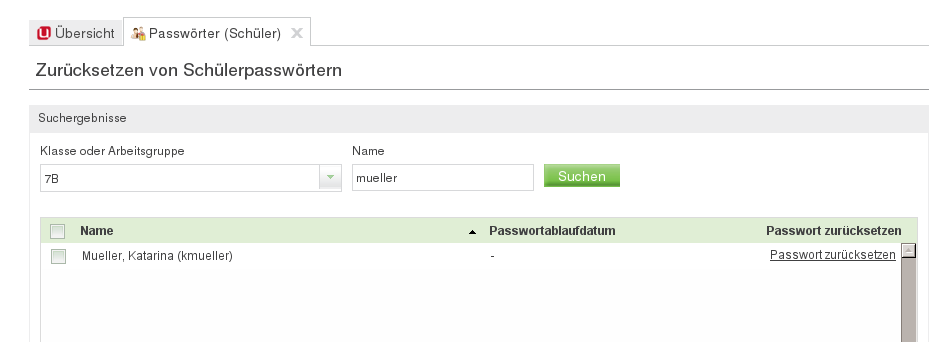 Übersicht Passwörter (Schüler)
Zurücksetzen von Schülerpasswörtern
Suchergebnisse
Klasse oder Arbeitsgruppe Name
7B mueller Suchen
Name Passwortablaufdatum Passwort zurücksetzen
Mueller, Katarina (kmueller) - Passwort zurücksetzen